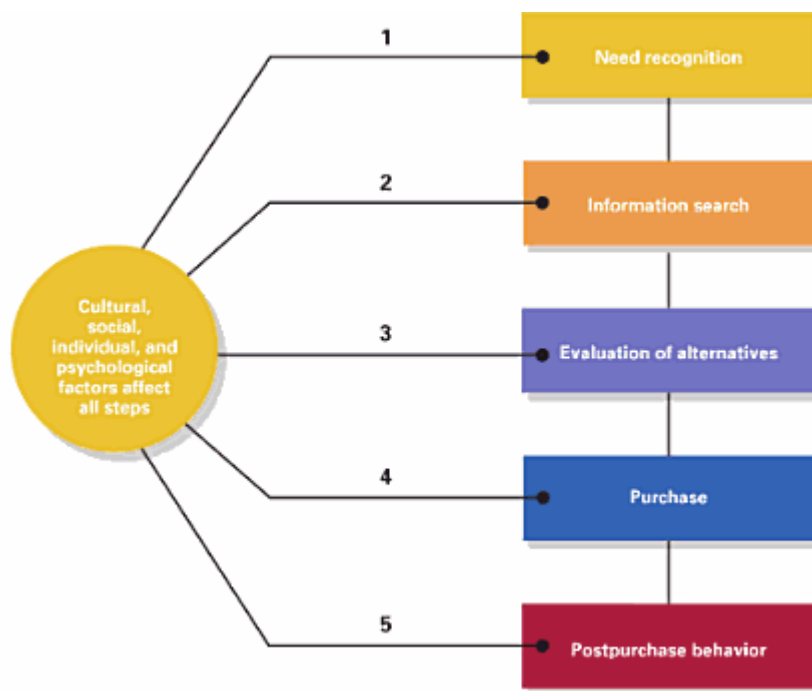 1
Need recognition
2
Information search
Cultural,
social,
individual, and
psychological
factors affect
all steps
3
Evaluation of alternatives
4
Purchase
5
Postpurchase behavior